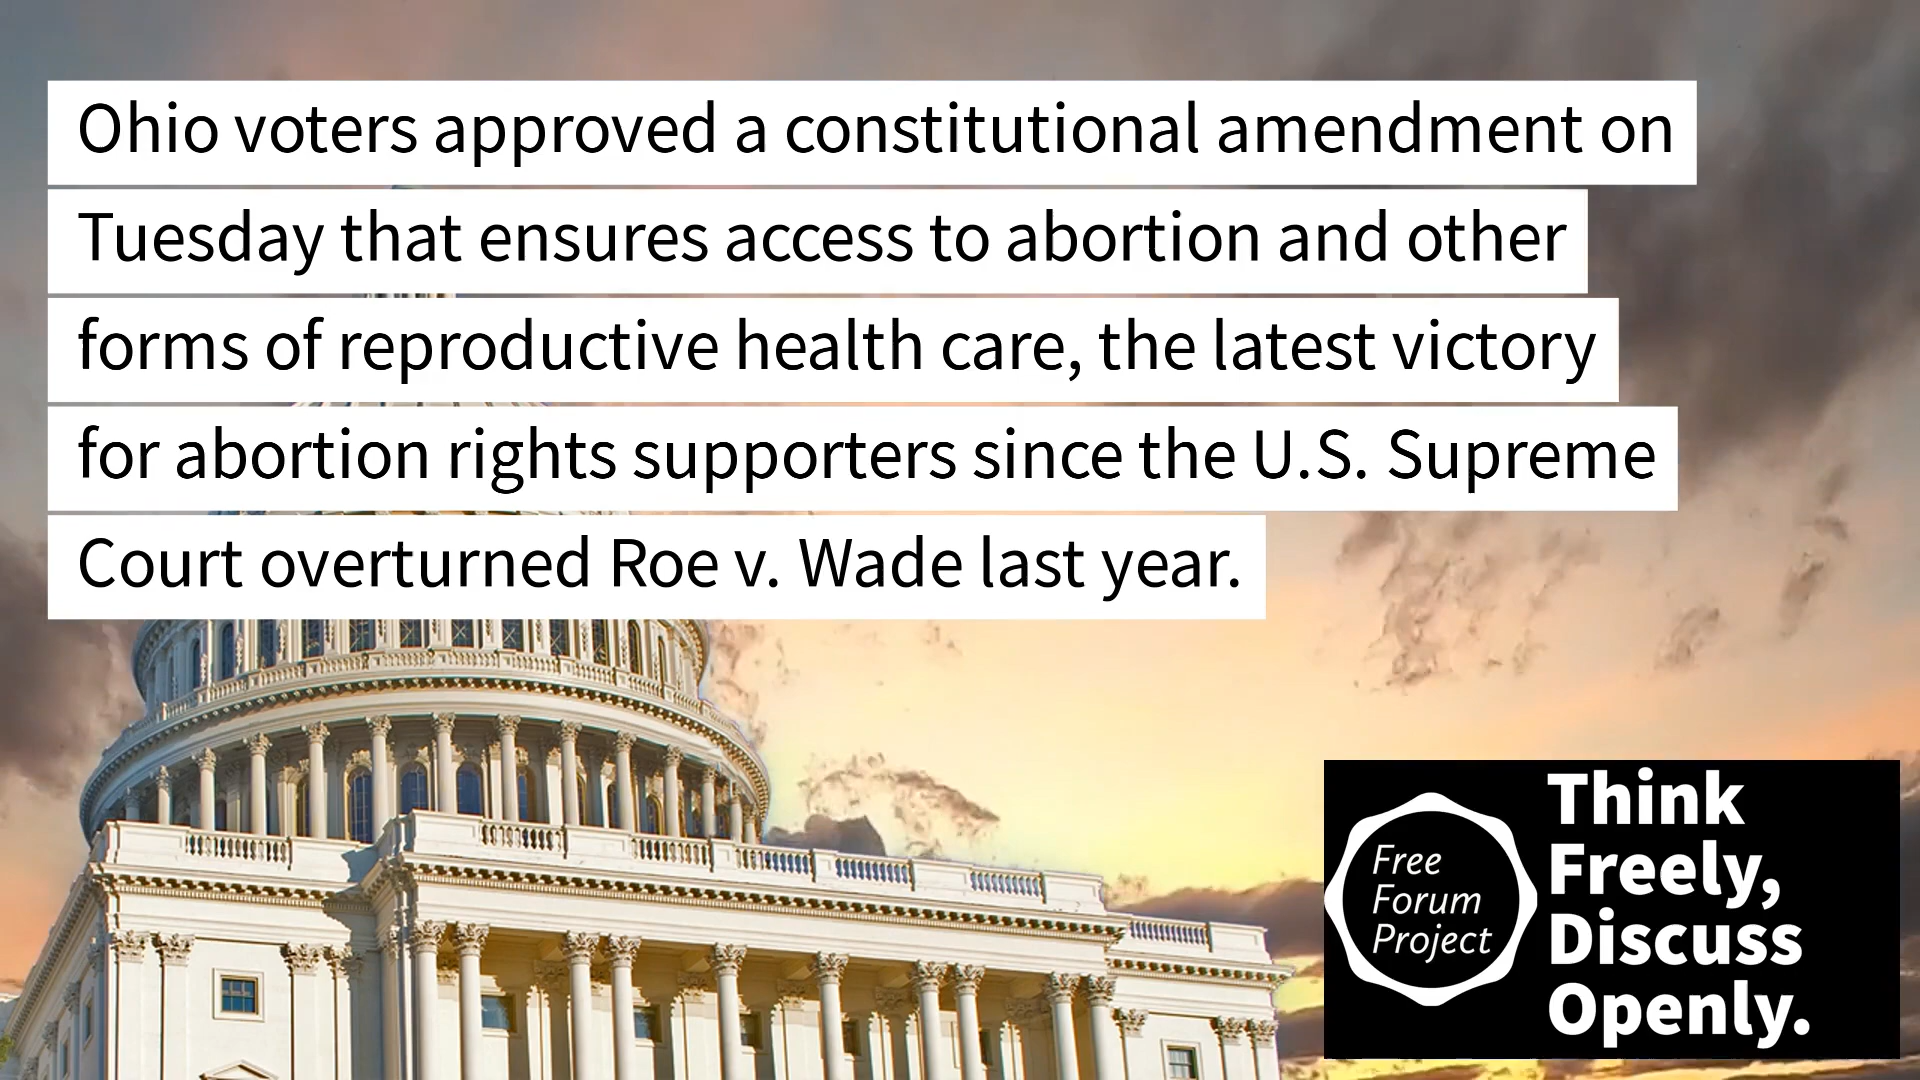 Ohio voters approved a constitutional amendment on
Tuesday that ensures access to abortion and other
forms of reproductive health care, the latest victory
for abortion rights supporters since the U.S. Supreme
Court overturned Roe v. Wade last year.
Free
Forum
Project
Think
Freely,
Discuss
Openly.